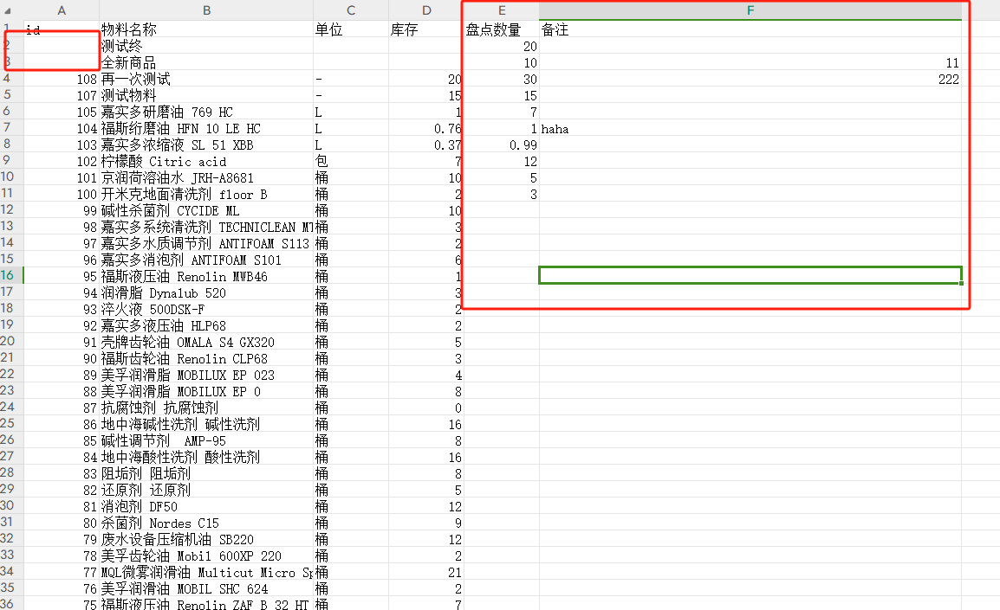 A B C D E F
1 id 物料名称 单位 库存 盘点数量 备注
2 测试终 20
3 全新商品 10 11
4 108 再一次测试 - 20 30 222
5 107 测试物料 - 15 15
6 105 嘉实多研磨油 769 HC L 1 7
7 104 福斯绗磨油 HFN 10 LE HC L 0.76 1 haha
8 103 嘉实多浓缩液 SL 51 XBB L 0.37 0.99
9 102 柠檬酸 Citric acid 包 7 12
10 101 京润荷溶油水 JRH-A8681 桶 10 5
11 100 开米克地面清洗剂 floor B 桶 2 3
12 99 碱性杀菌剂 CYCIDE ML 桶 10
13 98 嘉实多系统清洗剂 TECHNICLEAN MT 桶 3
14 97 嘉实多水质调节剂 ANTIFOAM S113 桶 2
15 96 嘉实多消泡剂 ANTIFOAM S101 桶 6
16 95 福斯液压油 Renolin MWB46 桶 1
17 94 润滑脂 Dynalub 520 桶 3
18 93 淬火液 500DSK-F 桶 2
19 92 嘉实多液压油 HLP68 桶 2
20 91 壳牌齿轮油 OMALA S4 GX320 桶 5
21 90 福斯齿轮油 Renolin CLP68 桶 3
22 89 美孚润滑脂 MOBILUX EP 023 桶 4
23 88 美孚润滑脂 MOBILUX EP 0 桶 8
24 87 抗腐蚀剂 抗腐蚀剂 桶 0
25 86 地中海碱性洗剂 碱性洗剂 桶 16
26 85 碱性调节剂 AMP-95 桶 8
27 84 地中海酸性洗剂 酸性洗剂 桶 16
28 83 阻垢剂 阻垢剂 桶 8
29 82 还原剂 还原剂 桶 5
30 81 消泡剂 DF50 桶 12
31 80 杀菌剂 Nordes C15 桶 9
32 79 废水设备压缩机油 SB220 桶 12
33 78 美孚齿轮油 Mobil 600XP 220 桶 2
34 77 MQL微雾润滑油 Multicut Micro Sp 桶 21
35 76 美孚润滑油 MOBIL SHC 624 桶 2
36 75 福斯液压油 Renolin ZAF B 32 HT 桶 7